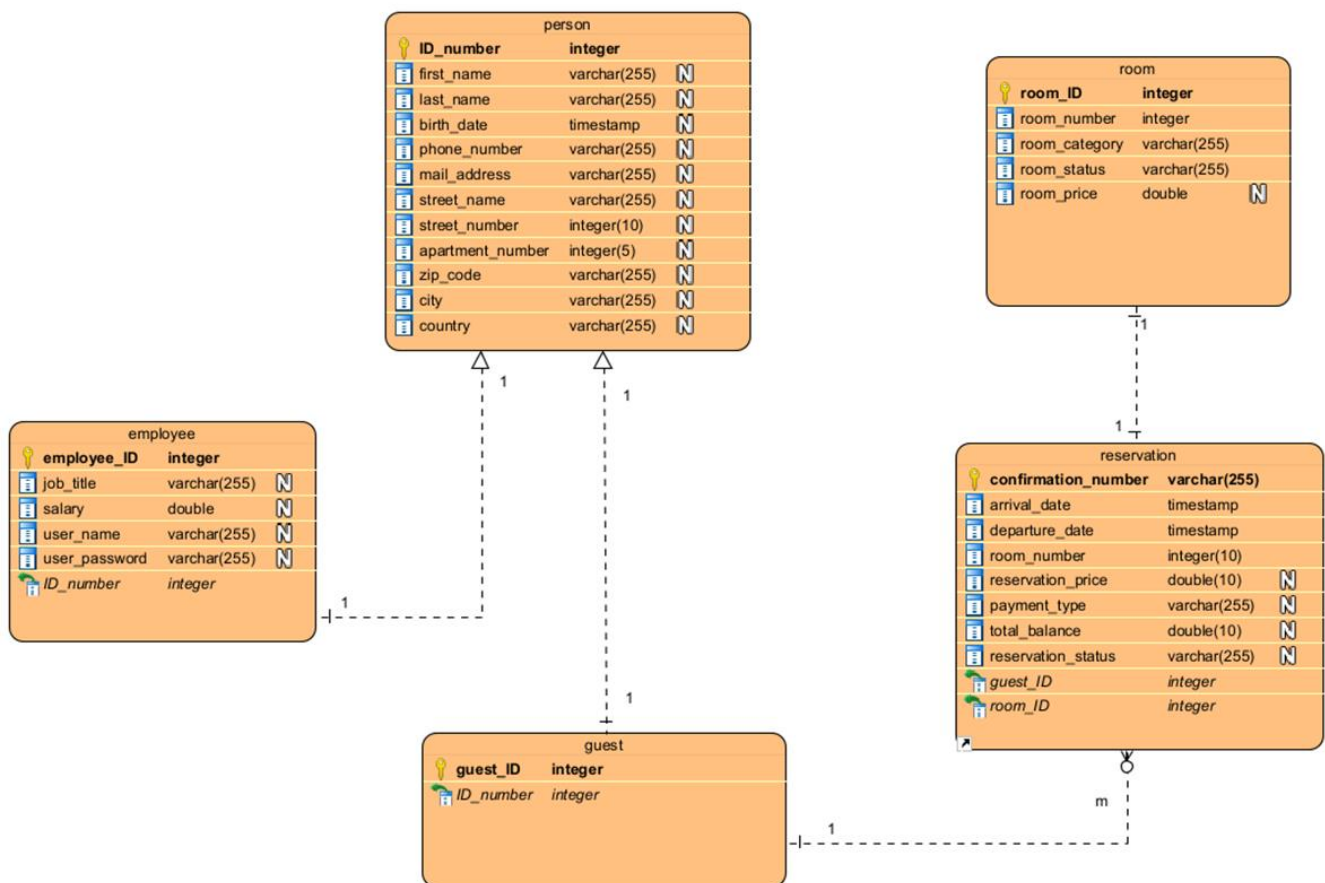 person
ID_number integer
first_name varchar(255) N
last_name varchar(255) N
birth_date timestamp N
phone_number varchar(255) N
mail_address varchar(255) N
street_name varchar(255) N
street_number integer(10) N
apartment_number integer(5) N
zip_code varchar(255) N
city varchar(255) N
country varchar(255) N
room
room_ID integer
room_number integer
room_category varchar(255)
room_status varchar(255)
room_price double N
1
1
1
1
employee
employee_ID integer
job_title varchar(255) N
salary double N
user_name varchar(255) N
user_password varchar(255) N
ID_number integer
1
reservation
confirmation_number varchar(255)
arrival_date timestamp
departure_date timestamp
room_number integer(10)
reservation_price double(10) N
payment_type varchar(255) N
total_balance double(10) N
reservation_status varchar(255) N
guest_ID integer
room_ID integer
1
guest
guest_ID integer
ID_number integer
m
1